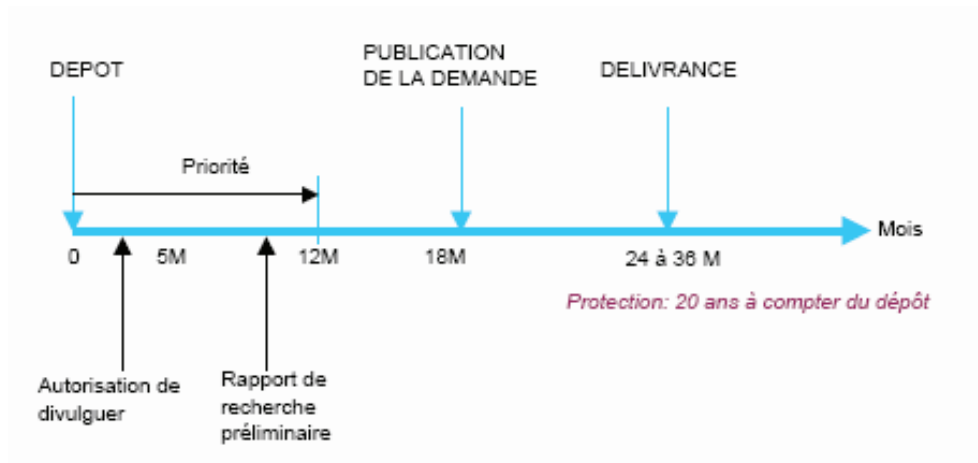 DEPOT
PUBLICATION
DE LA DEMANDE
DELIVRANCE
Priorité
Mois
0
5M
12M
18M
24 à 36 M
Protection: 20 ans à compter du dépôt
Autorisation de
divulguer
Rapport de
recherche
préliminaire